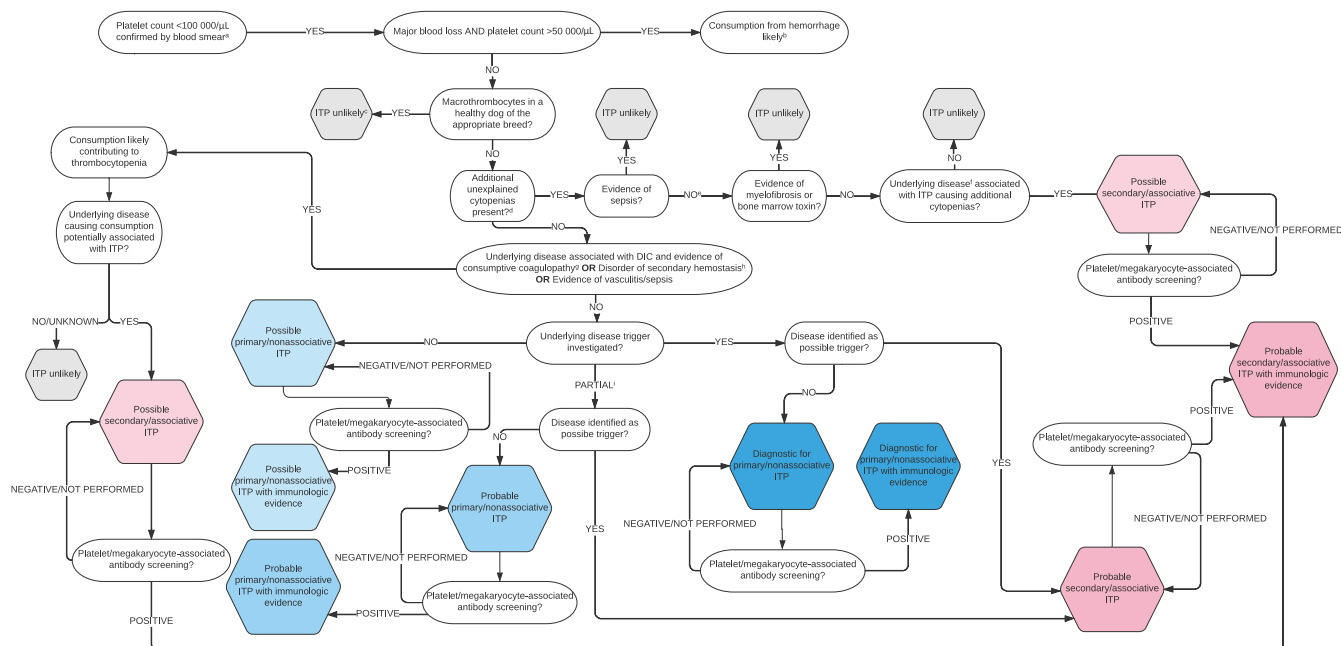 Platelet count <100 000/µL
confirmed by blood smearᵃ
YES
Major blood loss AND platelet count >50 000/µL
YES
Consumption from hemorrhage
likelyᵇ
NO
Macrothrombocytes in a
healthy dog of the
appropriate breed?
YES
ITP unlikelyᶜ
NO
Additional
unexplained
cytopenias
present?ᵈ
YES
Evidence of
sepsis?
YES
ITP unlikely
NOᵉ
Evidence of
myelofibrosis or
bone marrow toxin?
YES
ITP unlikely
NO
Underlying diseaseᶠ associated
with ITP causing additional
cytopenias?
NO
ITP unlikely
YES
Possible
secondary/associative
ITP
NEGATIVE/NOT PERFORMED
Platelet/megakaryocyte-associated
antibody screening?
POSITIVE
Probable
secondary/associative
ITP with immunologic
evidence
NO
Underlying disease associated with DIC and evidence of
consumptive coagulopathyᵍ OR Disorder of secondary hemostasisʰ
OR Evidence of vasculitis/sepsis
YES
Consumption likely
contributing to
thrombocytopenia
Underlying disease
causing consumption
potentially associated
with ITP?
NO/UNKNOWN
YES
ITP unlikely
Possible
secondary/associative
ITP
NEGATIVE/NOT PERFORMED
Platelet/megakaryocyte-associated
antibody screening?
POSITIVE
NO
Underlying disease trigger
investigated?
NO
Possible
primary/nonassociative
ITP
NEGATIVE/NOT PERFORMED
Platelet/megakaryocyte-associated
antibody screening?
POSITIVE
Possible
primary/nonassociative
ITP with immunologic
evidence
PARTIALⁱ
Disease identified as
possibe trigger?
NO
Probable
primary/nonassociative
ITP
NEGATIVE/NOT PERFORMED
Platelet/megakaryocyte-associated
antibody screening?
POSITIVE
Probable
primary/nonassociative
ITP with immunologic
evidence
YES
YES
Disease identified as
possible trigger?
NO
Diagnostic for
primary/nonassociative
ITP
NEGATIVE/NOT PERFORMED
Platelet/megakaryocyte-associated
antibody screening?
POSITIVE
Diagnostic for
primary/nonassociative
ITP with immunologic
evidence
YES
Probable
secondary/associative
ITP
NEGATIVE/NOT PERFORMED
Platelet/megakaryocyte-associated
antibody screening?
POSITIVE